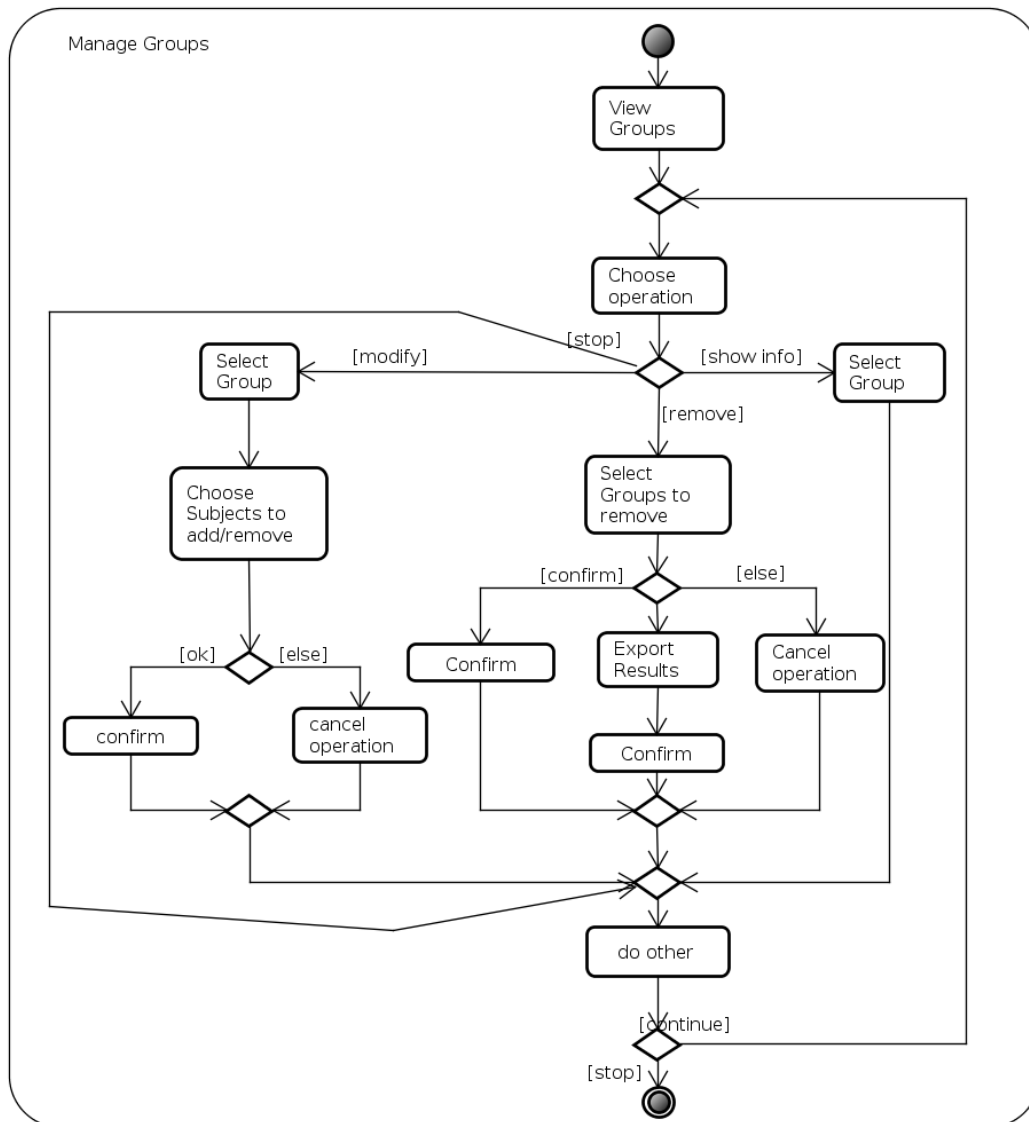 Manage Groups
View
Groups
Choose
operation
[stop]
[modify]
[show info]
Select
Group
Select
Group
[remove]
Choose
Subjects to
add/remove
Select
Groups to
remove
[confirm]
[else]
[ok]
[else]
Confirm
Export
Results
Cancel
operation
confirm
cancel
operation
Confirm
do other
[continue]
[stop]